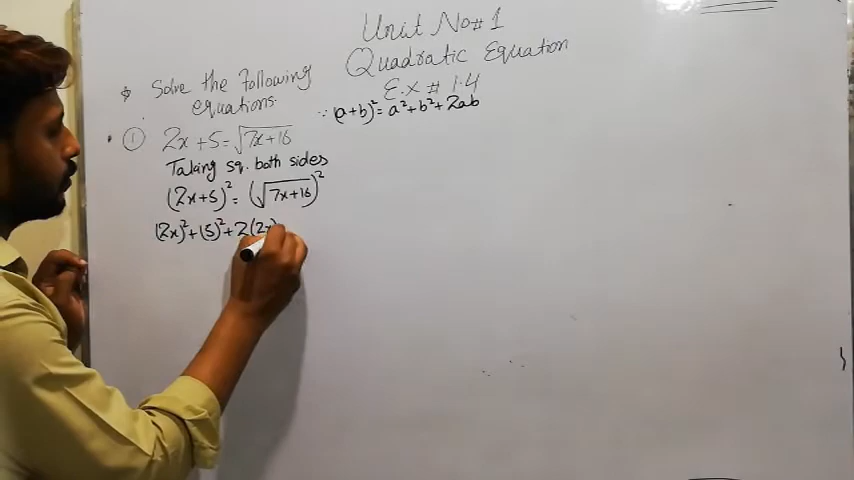 Unit No # 1
Quadratic Equation
E.x # 1.4
Solve the following
equations.
∵ (a+b)² = a² + b² + 2ab
① 2x + 5 = √7x + 16
Taking sq. both sides
(2x+5)² = (√7x+16)²
(2x)² + (5)² + 2(2x)